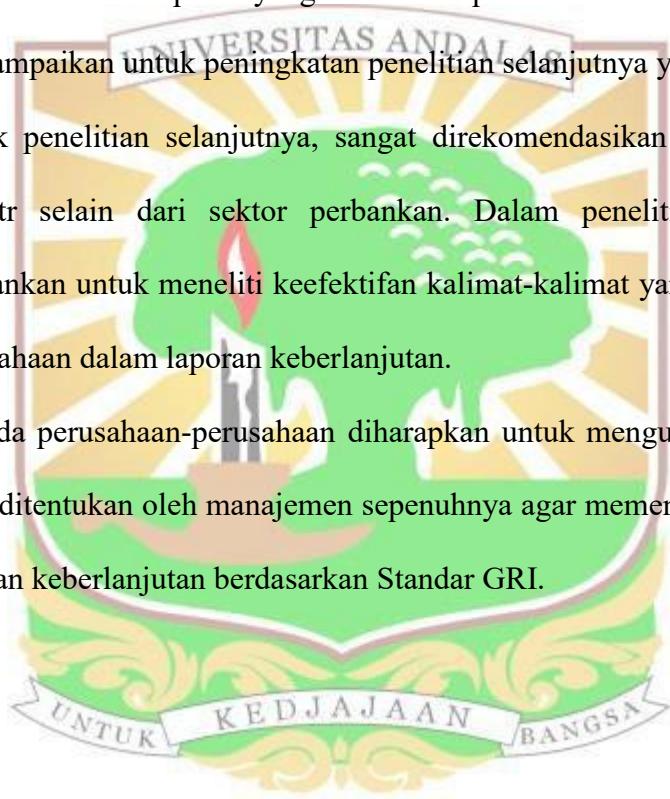 UNIVERSITAS ANDALAS
ampaikan untuk peningkatan penelitian selanjutnya y
k penelitian selanjutnya, sangat direkomendasikan
tr selain dari sektor perbankan. Dalam penelit
ankan untuk meneliti keefektifan kalimat-kalimat ya
ahaan dalam laporan keberlanjutan.
da perusahaan-perusahaan diharapkan untuk mengu
ditentukan oleh manajemen sepenuhnya agar memer
an keberlanjutan berdasarkan Standar GRI.
UNTUK KEDJAJAAN BANGSA